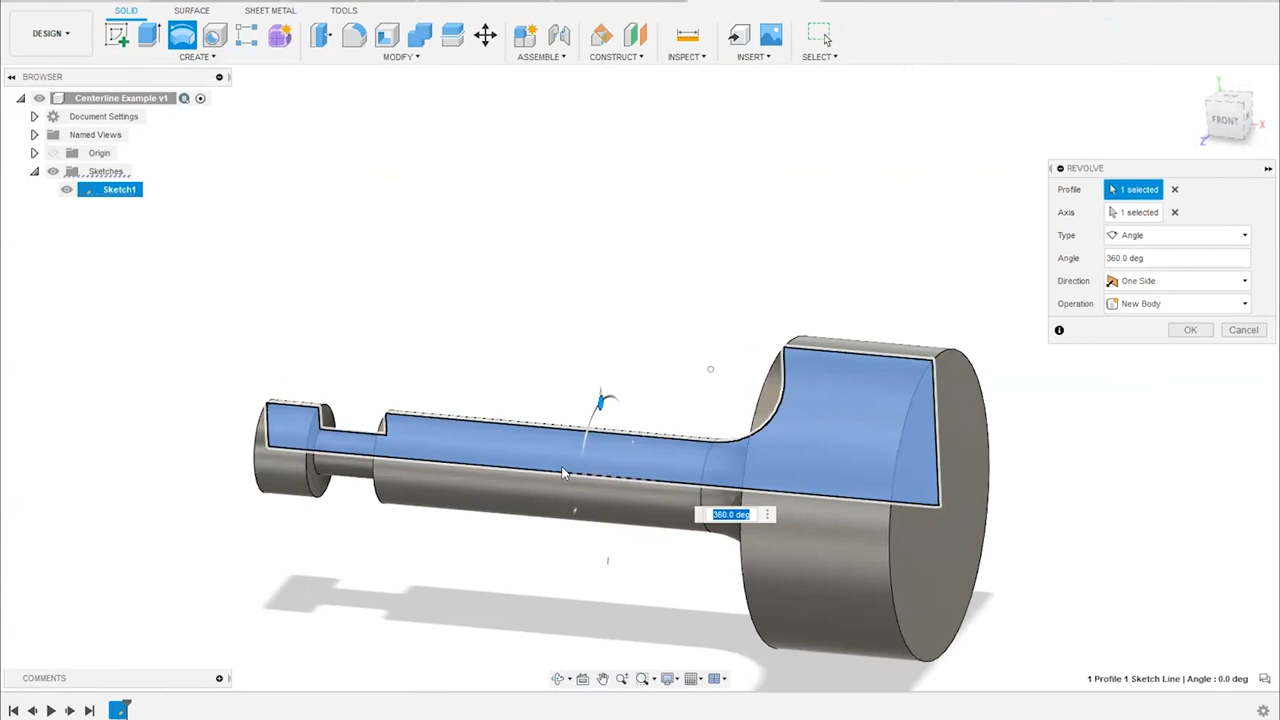 SOLID SURFACE SHEET METAL TOOLS
DESIGN
CREATE MODIFY ASSEMBLE CONSTRUCT INSPECT INSERT SELECT
BROWSER
Centerline Example v1
Document Settings
Named Views
Origin
Sketches
Sketch1
Y
FRONT
X
Z
REVOLVE
Profile 1 selected
Axis 1 selected
Type Angle
Angle 360.0 deg
Direction One Side
Operation New Body
OK Cancel
360.0 deg
COMMENTS
1 Profile 1 Sketch Line | Angle : 0.0 deg